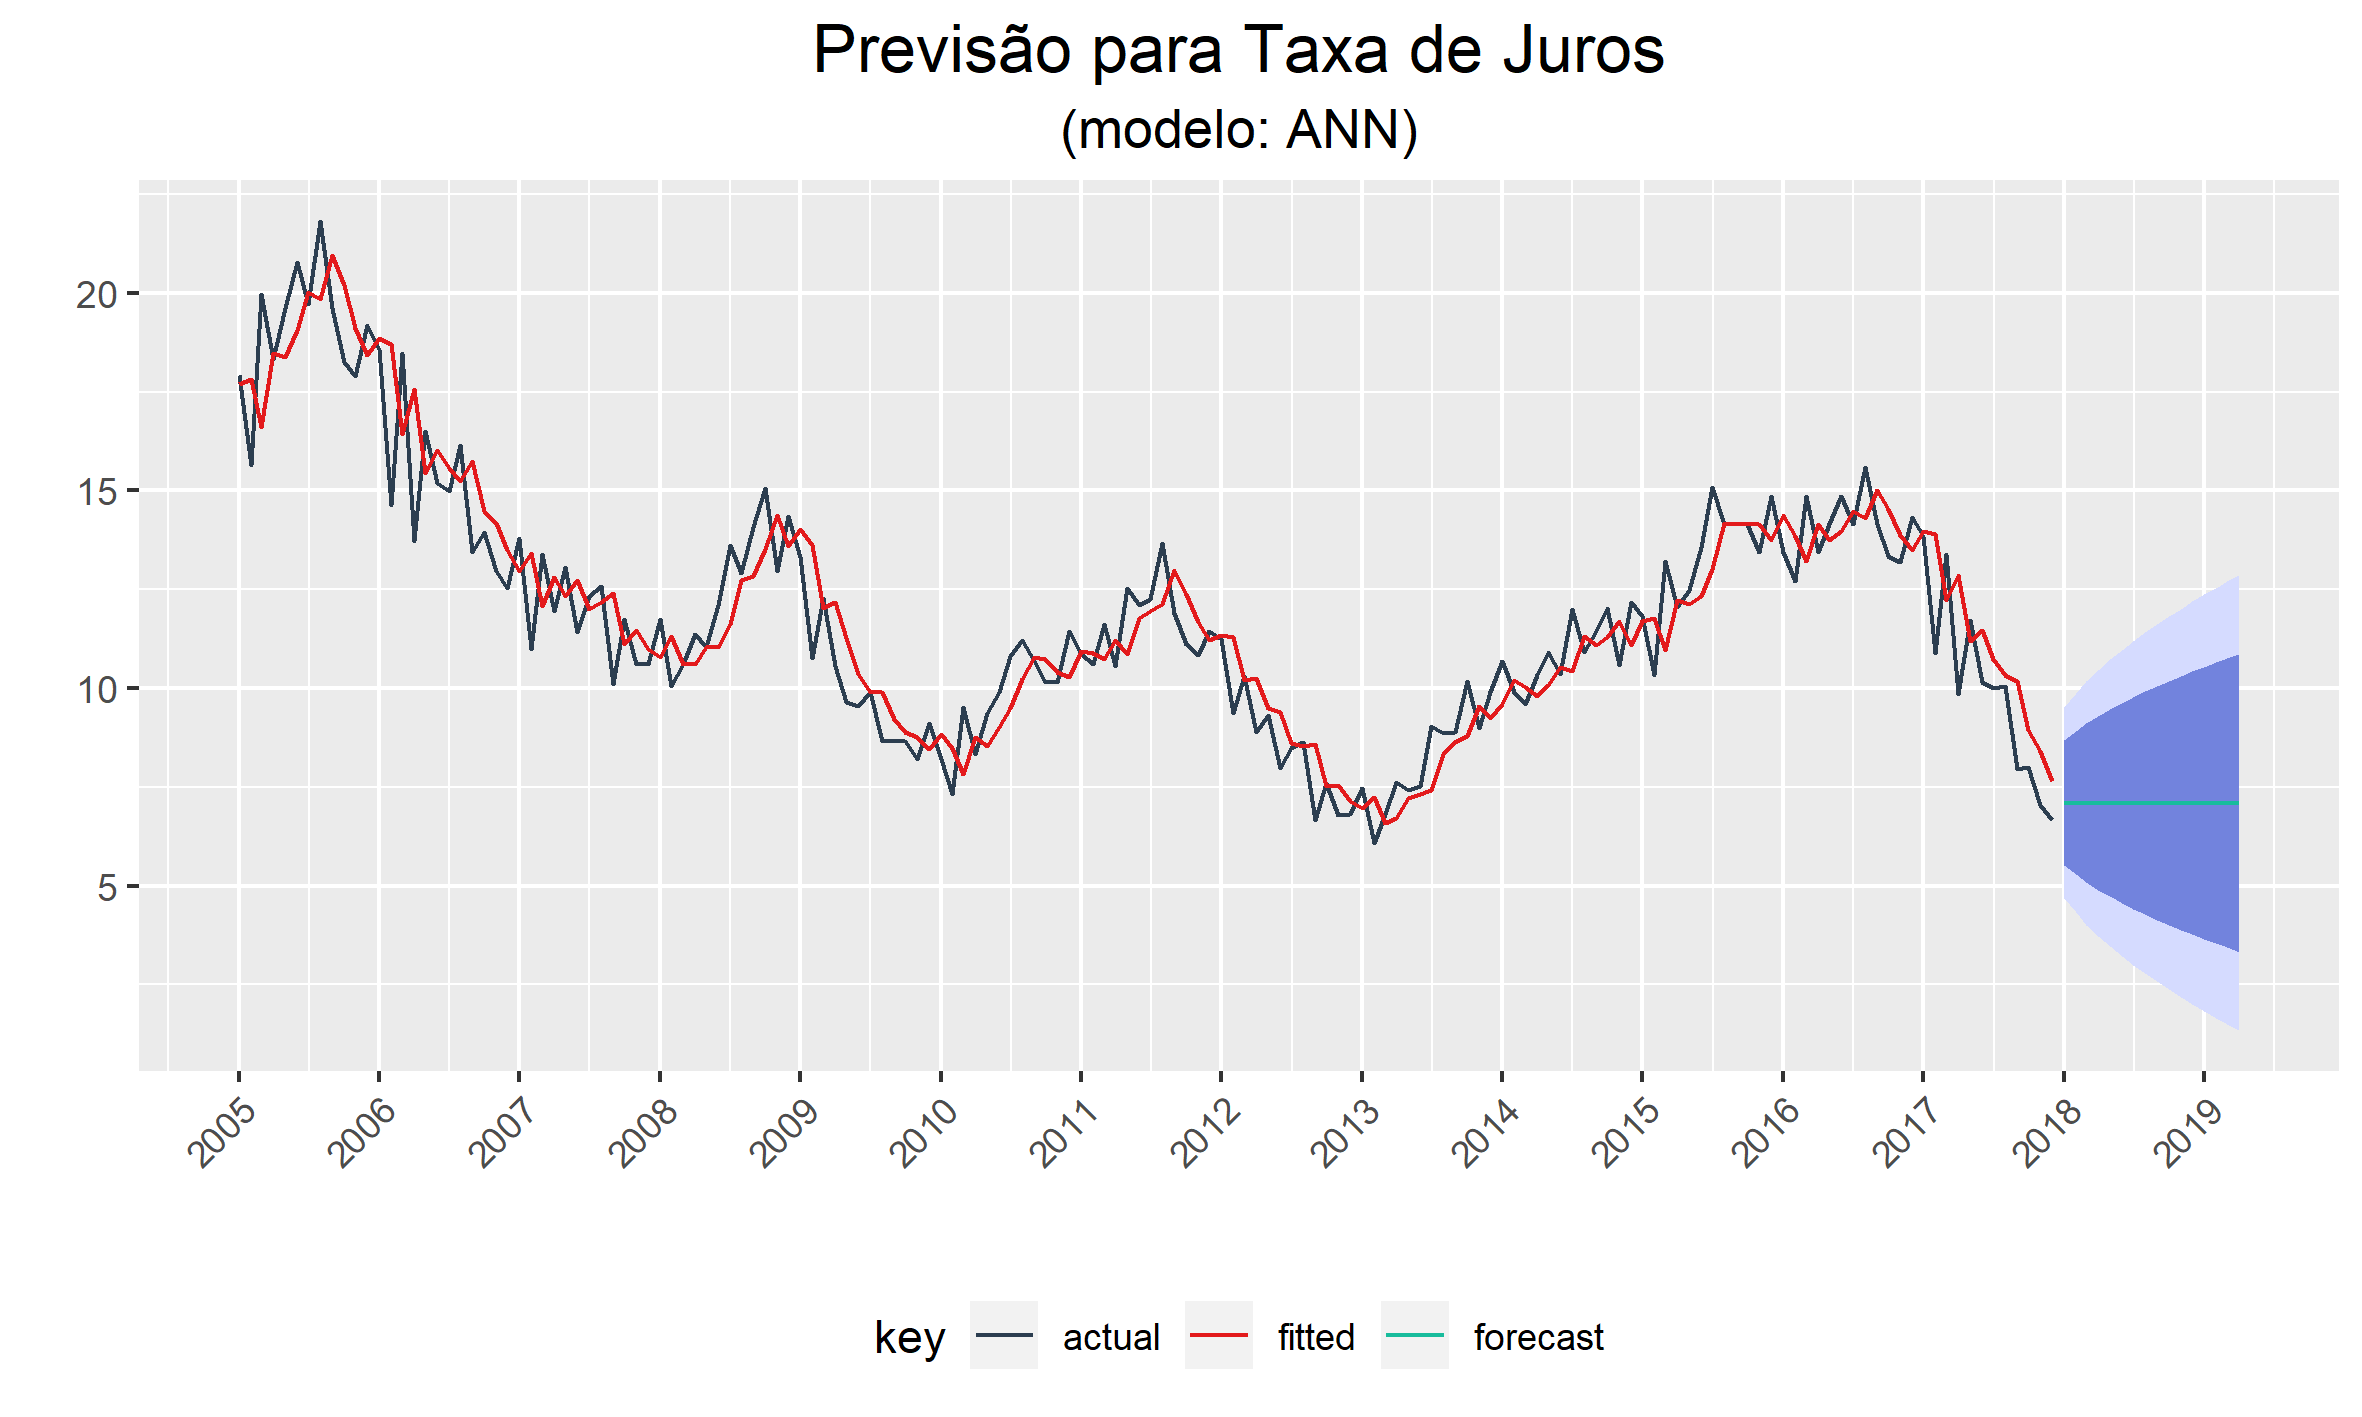 Previsão para Taxa de Juros
(modelo: ANN)
20
15
10
5
2005 2006 2007 2008 2009 2010 2011 2012 2013 2014 2015 2016 2017 2018 2019
key actual fitted forecast